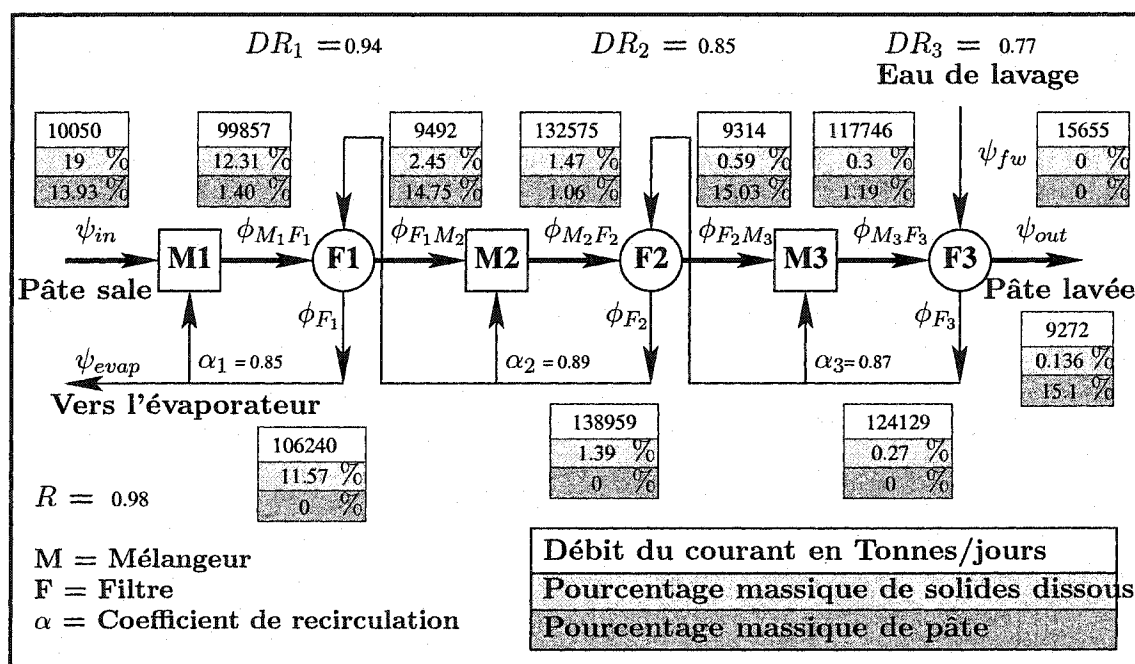 DR₁ = 0.94
DR₂ = 0.85
DR₃ = 0.77
Eau de lavage
10050
19 %
13.93 %
99857
12.31 %
1.40 %
9492
2.45 %
14.75 %
132575
1.47 %
1.06 %
9314
0.59 %
15.03 %
117746
0.3 %
1.19 %
ψ_fw
15655
0 %
0 %
ψ_in
M1
ϕ_M₁F₁
F1
ϕ_F₁M₂
M2
ϕ_M₂F₂
F2
ϕ_F₂M₃
M3
ϕ_M₃F₃
F3
ψ_out
Pâte sale
Pâte lavée
ϕ_F₁
ϕ_F₂
ϕ_F₃
9272
0.136 %
15.1 %
ψ_evap
α₁ = 0.85
α₂ = 0.89
α₃ = 0.87
Vers l'évaporateur
106240
11.57 %
0 %
138959
1.39 %
0 %
124129
0.27 %
0 %
R = 0.98
M = Mélangeur
F = Filtre
α = Coefficient de recirculation
Débit du courant en Tonnes/jours
Pourcentage massique de solides dissous
Pourcentage massique de pâte